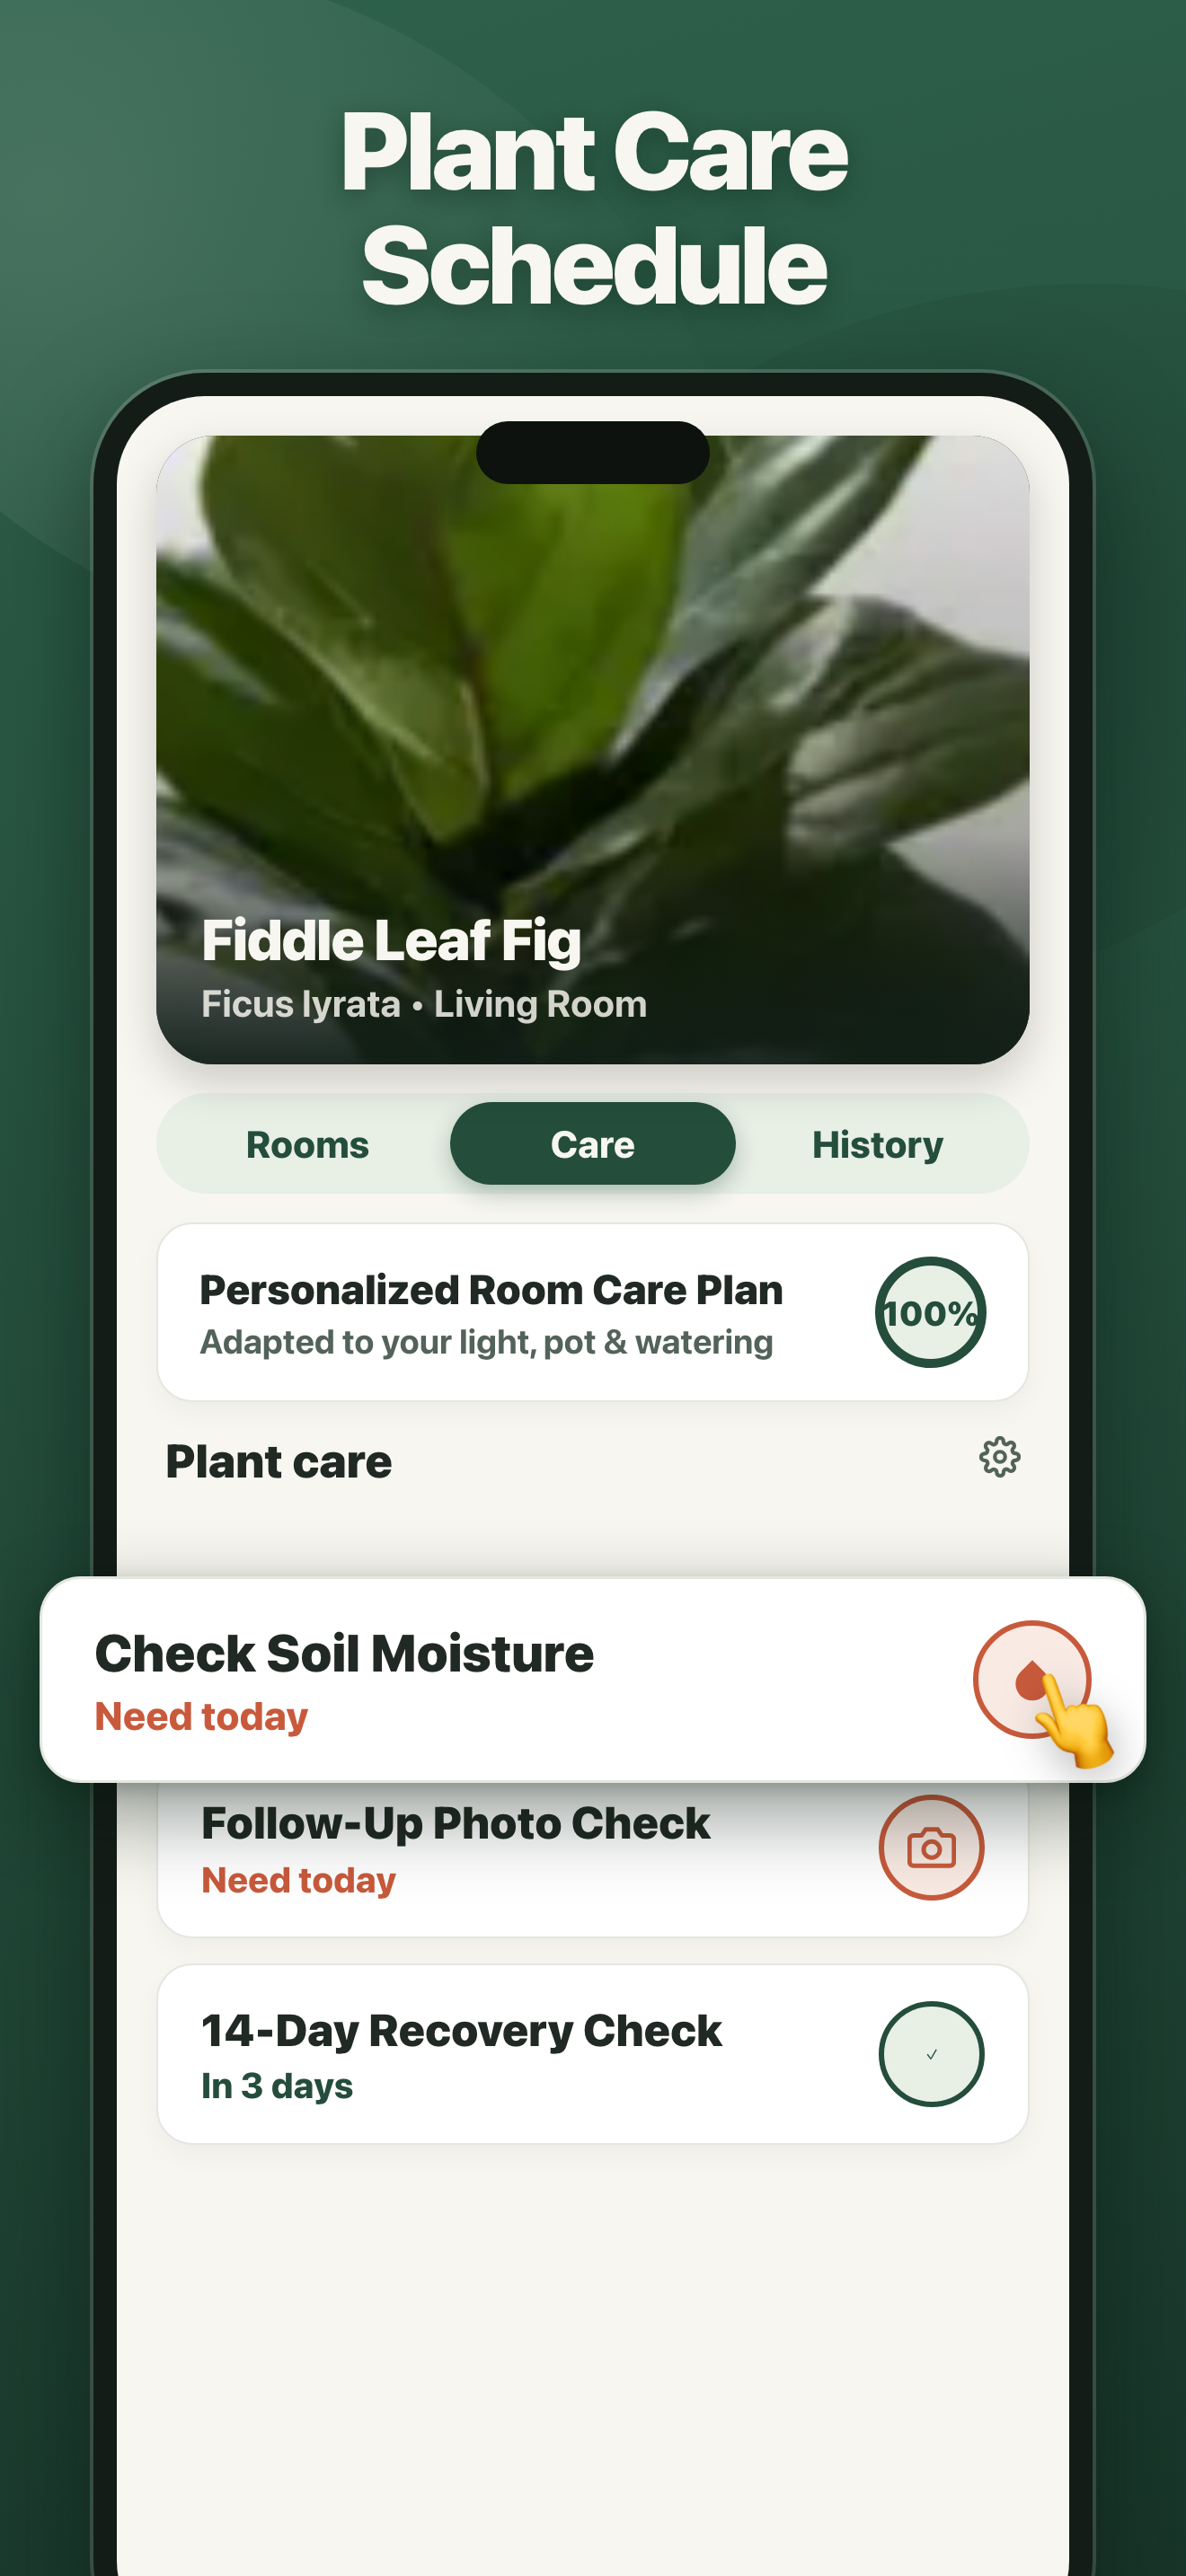 Plant Care
Schedule
Fiddle Leaf Fig
Ficus lyrata • Living Room
Rooms
Care
History
Personalized Room Care Plan
Adapted to your light, pot & watering
100%
Plant care
Check Soil Moisture
Need today
Follow-Up Photo Check
Need today
14-Day Recovery Check
In 3 days